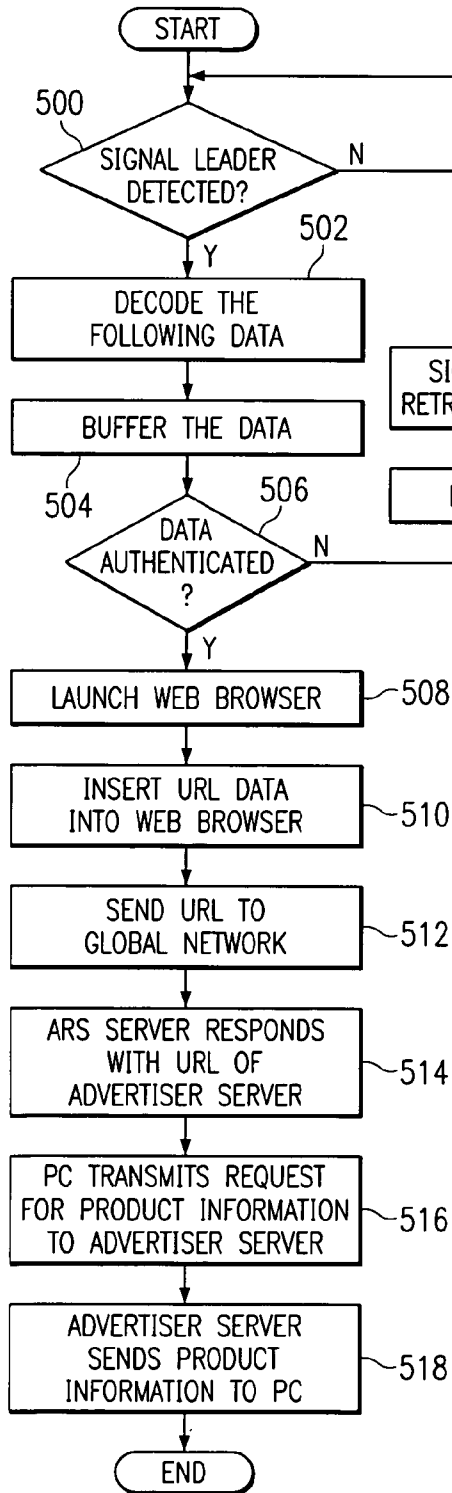 START
500
SIGNAL LEADER
DETECTED?
N
Y
502
DECODE THE
FOLLOWING DATA
BUFFER THE DATA
504
506
DATA
AUTHENTICATED
?
N
Y
LAUNCH WEB BROWSER
508
INSERT URL DATA
INTO WEB BROWSER
510
SEND URL TO
GLOBAL NETWORK
512
ARS SERVER RESPONDS
WITH URL OF
ADVERTISER SERVER
514
PC TRANSMITS REQUEST
FOR PRODUCT INFORMATION
TO ADVERTISER SERVER
516
ADVERTISER SERVER
SENDS PRODUCT
INFORMATION TO PC
518
END